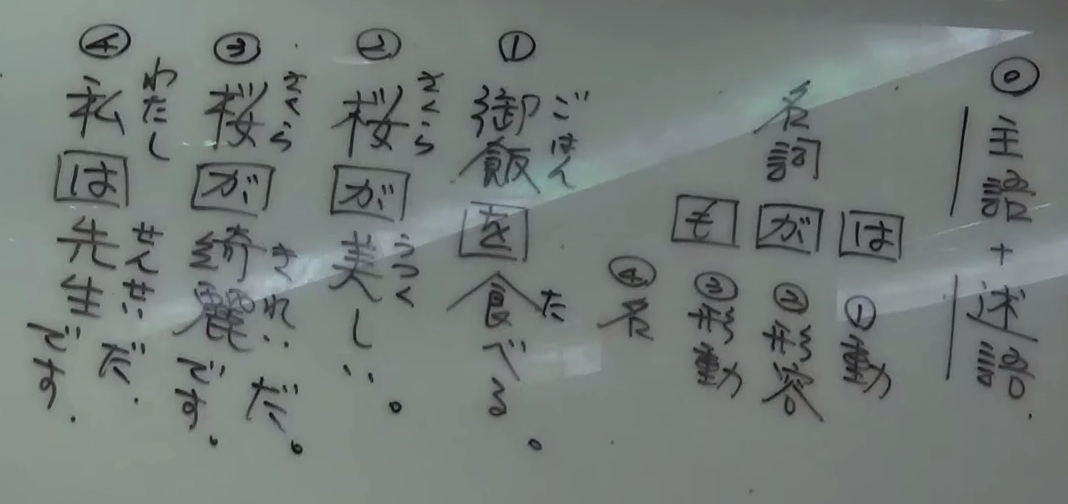 ⓪ 主語+述語.
は ①動
名詞 が ②形容
も ③形動
④名
ごはん た
① 御飯を食べる。
さくら うつく
② 桜が美しい。
さくら きれい だ。
③ 桜が綺麗です。
わたし せんせい だ.
④ 私は先生です.